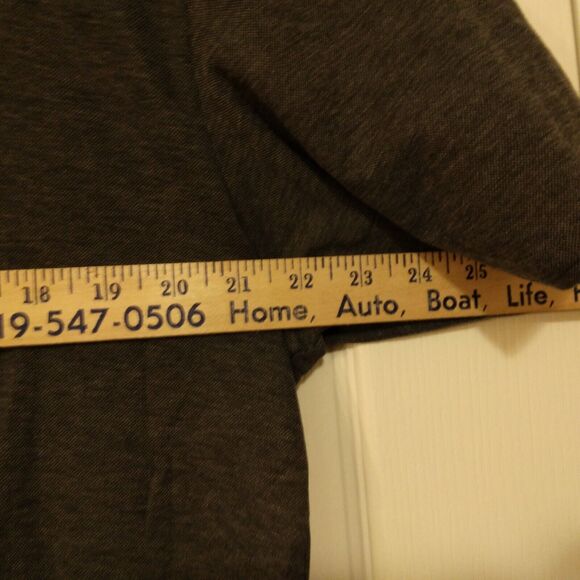 18 19 20 21 22 23 24 25
19-547-0506 Home, Auto, Boat, Life,